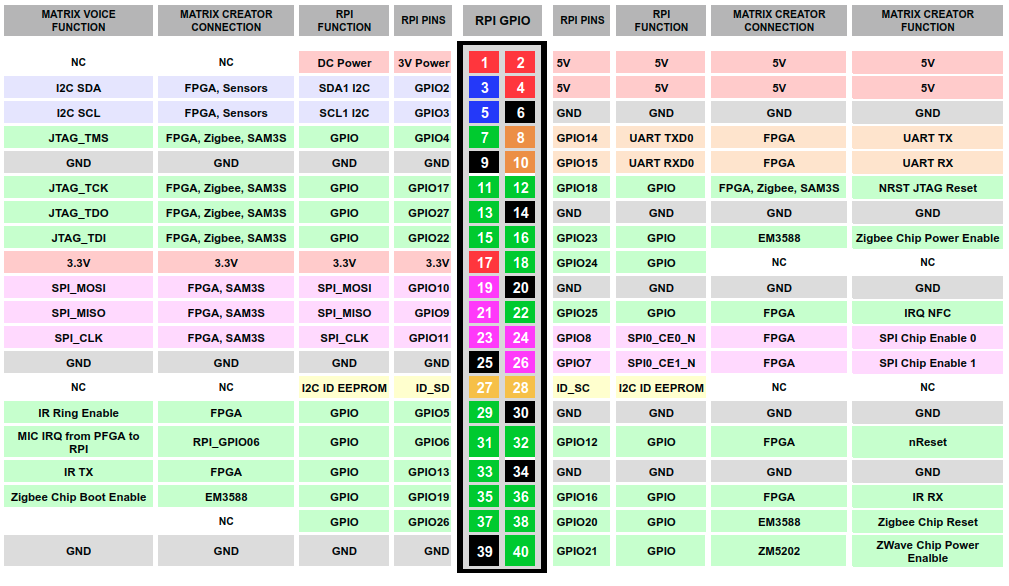 MATRIX VOICE FUNCTION MATRIX CREATOR CONNECTION RPI FUNCTION RPI PINS RPI GPIO RPI PINS RPI FUNCTION MATRIX CREATOR CONNECTION MATRIX CREATOR FUNCTION
NC NC DC Power 3V Power 1 2 5V 5V 5V 5V
I2C SDA FPGA, Sensors SDA1 I2C GPIO2 3 4 5V 5V 5V 5V
I2C SCL FPGA, Sensors SCL1 I2C GPIO3 5 6 GND GND GND GND
JTAG_TMS FPGA, Zigbee, SAM3S GPIO GPIO4 7 8 GPIO14 UART TXD0 FPGA UART TX
GND GND GND GND 9 10 GPIO15 UART RXD0 FPGA UART RX
JTAG_TCK FPGA, Zigbee, SAM3S GPIO GPIO17 11 12 GPIO18 GPIO FPGA, Zigbee, SAM3S NRST JTAG Reset
JTAG_TDO FPGA, Zigbee, SAM3S GPIO GPIO27 13 14 GND GND GND GND
JTAG_TDI FPGA, Zigbee, SAM3S GPIO GPIO22 15 16 GPIO23 GPIO EM3588 Zigbee Chip Power Enable
3.3V 3.3V 3.3V 3.3V 17 18 GPIO24 GPIO NC NC
SPI_MOSI FPGA, SAM3S SPI_MOSI GPIO10 19 20 GND GND GND GND
SPI_MISO FPGA, SAM3S SPI_MISO GPIO9 21 22 GPIO25 GPIO FPGA IRQ NFC
SPI_CLK FPGA, SAM3S SPI_CLK GPIO11 23 24 GPIO8 SPI0_CE0_N FPGA SPI Chip Enable 0
GND GND GND GND 25 26 GPIO7 SPI0_CE1_N FPGA SPI Chip Enable 1
NC NC I2C ID EEPROM ID_SD 27 28 ID_SC I2C ID EEPROM NC NC
IR Ring Enable FPGA GPIO GPIO5 29 30 GND GND GND GND
MIC IRQ from PFGA to RPI RPI_GPIO06 GPIO GPIO6 31 32 GPIO12 GPIO FPGA nReset
IR TX FPGA GPIO GPIO13 33 34 GND GND GND GND
Zigbee Chip Boot Enable EM3588 GPIO GPIO19 35 36 GPIO16 GPIO FPGA IR RX
NC GPIO GPIO26 37 38 GPIO20 GPIO EM3588 Zigbee Chip Reset
GND GND GND GND 39 40 GPIO21 GPIO ZM5202 ZWave Chip Power Enable